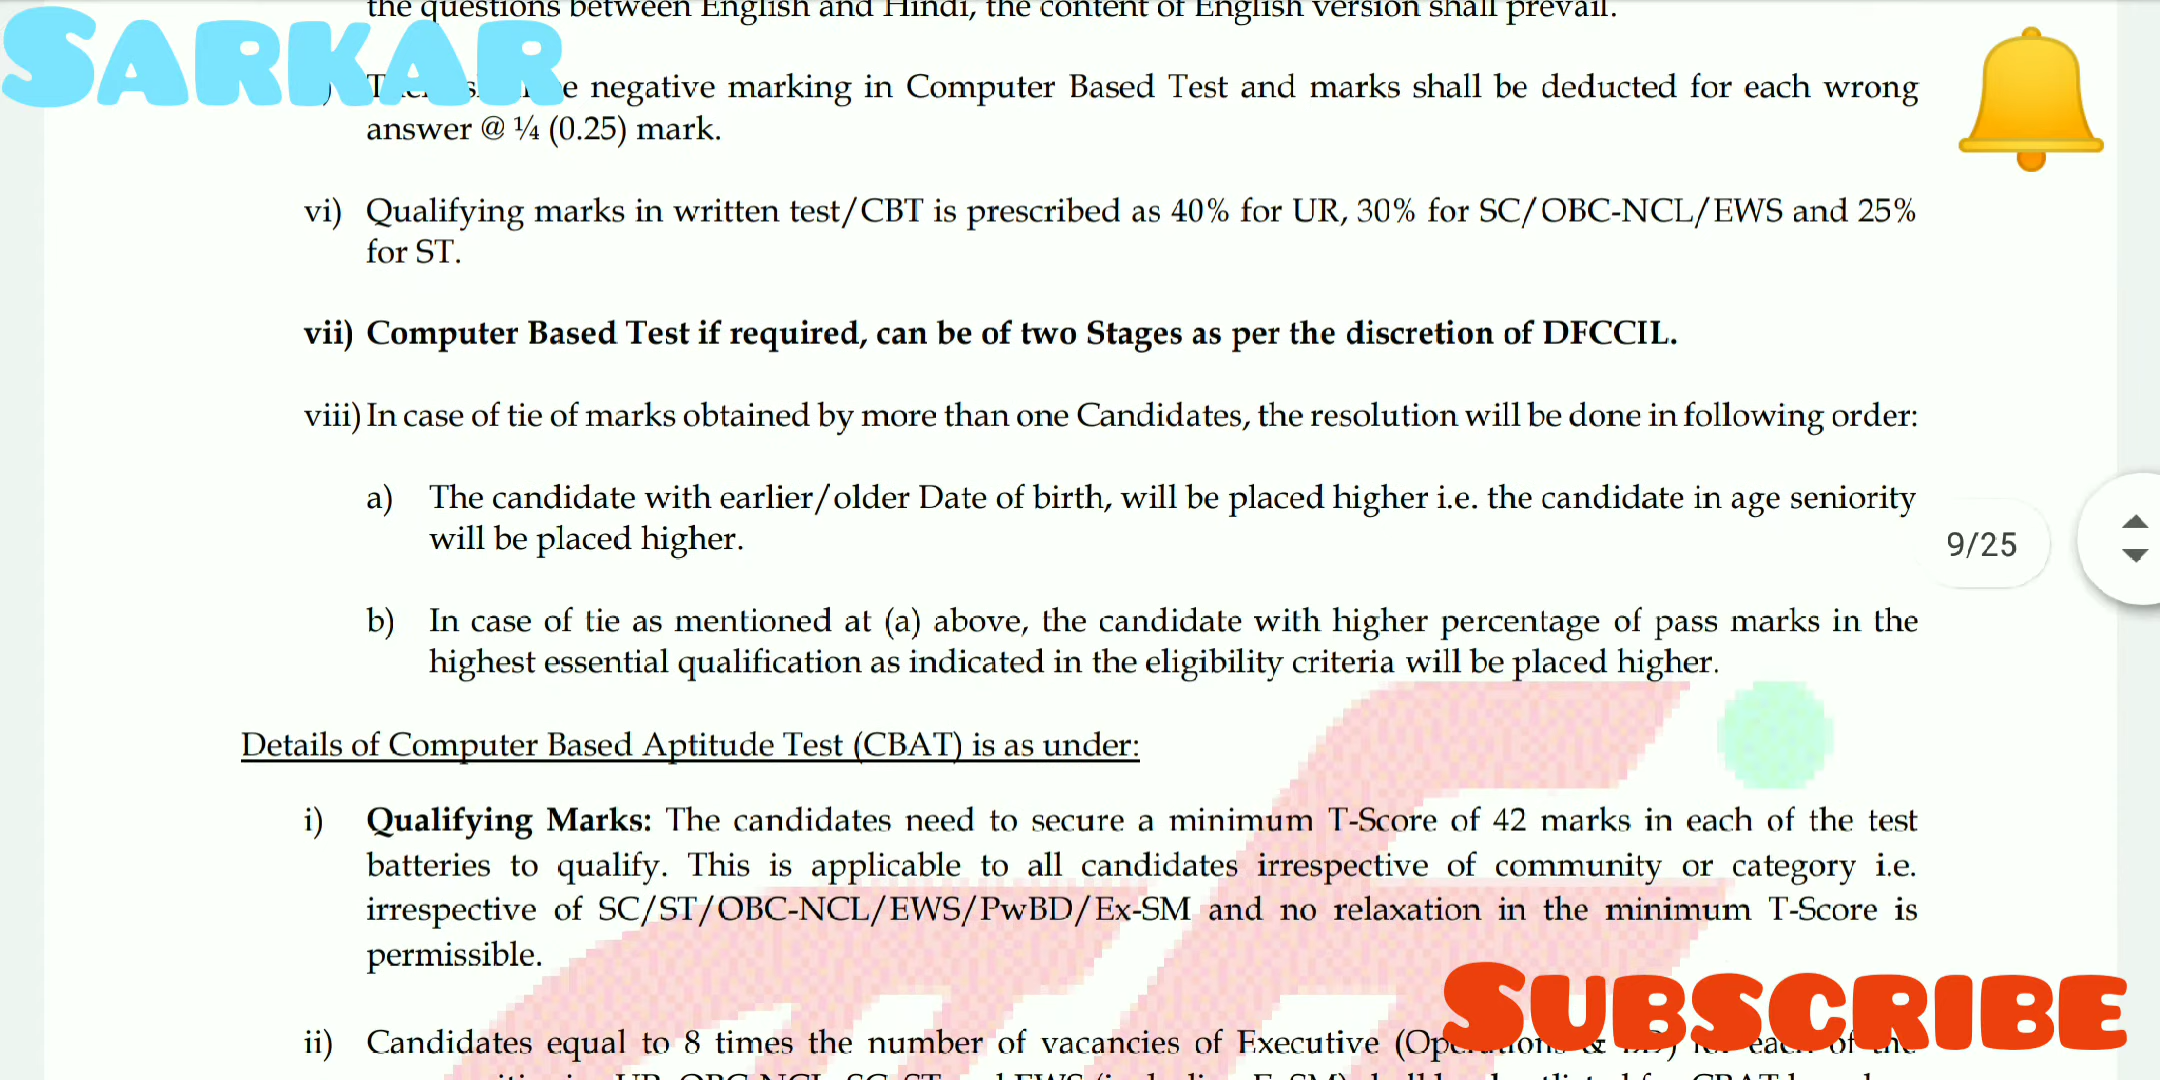 the questions between English and Hindi, the content of English version shall prevail.
SARKAR
negative marking in Computer Based Test and marks shall be deducted for each wrong
answer @ ¼ (0.25) mark.
vi) Qualifying marks in written test/CBT is prescribed as 40% for UR, 30% for SC/OBC-NCL/EWS and 25%
for ST.
vii) Computer Based Test if required, can be of two Stages as per the discretion of DFCCIL.
viii) In case of tie of marks obtained by more than one Candidates, the resolution will be done in following order:
a) The candidate with earlier/older Date of birth, will be placed higher i.e. the candidate in age seniority
will be placed higher.
9/25
b) In case of tie as mentioned at (a) above, the candidate with higher percentage of pass marks in the
highest essential qualification as indicated in the eligibility criteria will be placed higher.
Details of Computer Based Aptitude Test (CBAT) is as under:
i) Qualifying Marks: The candidates need to secure a minimum T-Score of 42 marks in each of the test
batteries to qualify. This is applicable to all candidates irrespective of community or category i.e.
irrespective of SC/ST/OBC-NCL/EWS/PwBD/Ex-SM and no relaxation in the minimum T-Score is
permissible.
SUBSCRIBE
ii) Candidates equal to 8 times the number of vacancies of Executive